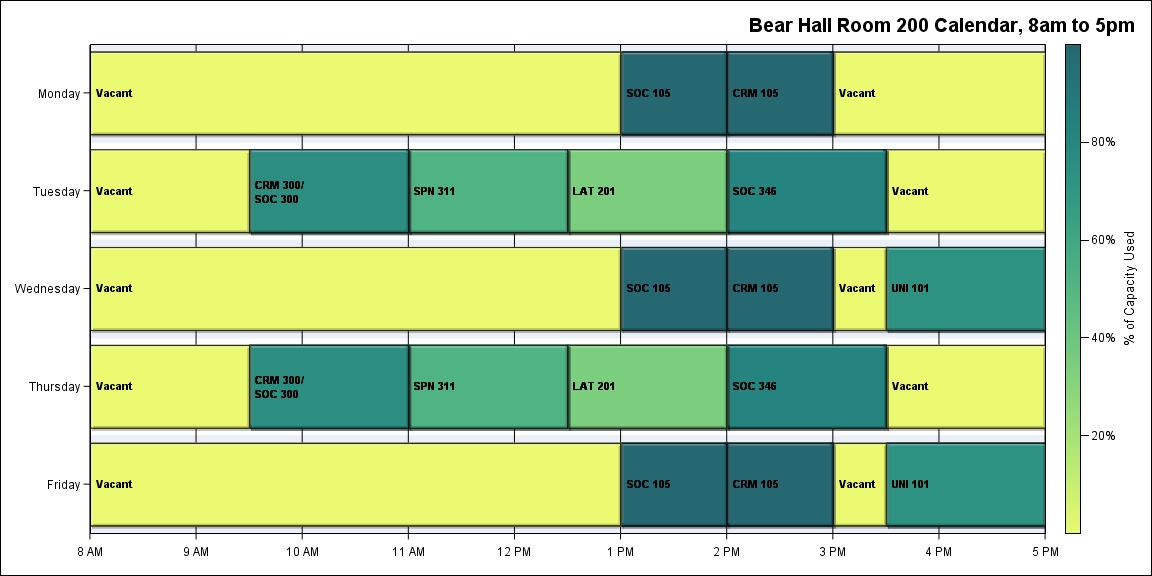 Bear Hall Room 200 Calendar, 8am to 5pm
Monday
Vacant
SOC 105
CRM 105
Vacant
Tuesday
Vacant
CRM 300/
SOC 300
SPN 311
LAT 201
SOC 346
Vacant
Wednesday
Vacant
SOC 105
CRM 105
Vacant
UNI 101
Thursday
Vacant
CRM 300/
SOC 300
SPN 311
LAT 201
SOC 346
Vacant
Friday
Vacant
SOC 105
CRM 105
Vacant
UNI 101
8 AM
9 AM
10 AM
11 AM
12 PM
1 PM
2 PM
3 PM
4 PM
5 PM
80%
60%
40%
20%
% of Capacity Used